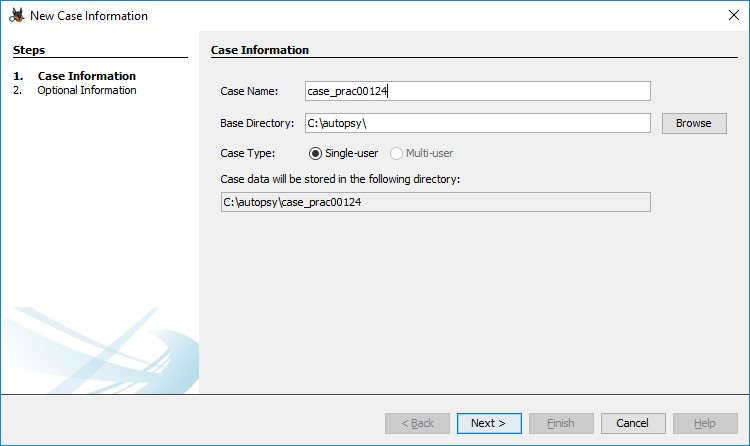 New Case Information
Steps
1. Case Information
2. Optional Information
Case Information
Case Name: case_prac00124
Base Directory: C:\autopsy\ Browse
Case Type: Single-user Multi-user
Case data will be stored in the following directory:
C:\autopsy\case_prac00124
< Back Next > Finish Cancel Help